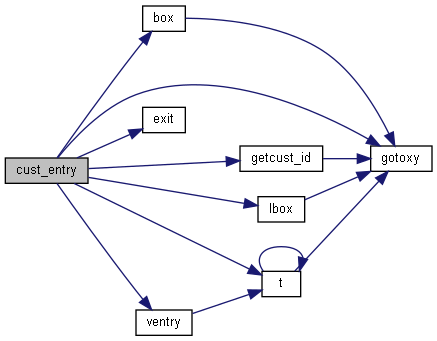 box
exit
getcust_id
gotoxy
cust_entry
lbox
t
ventry